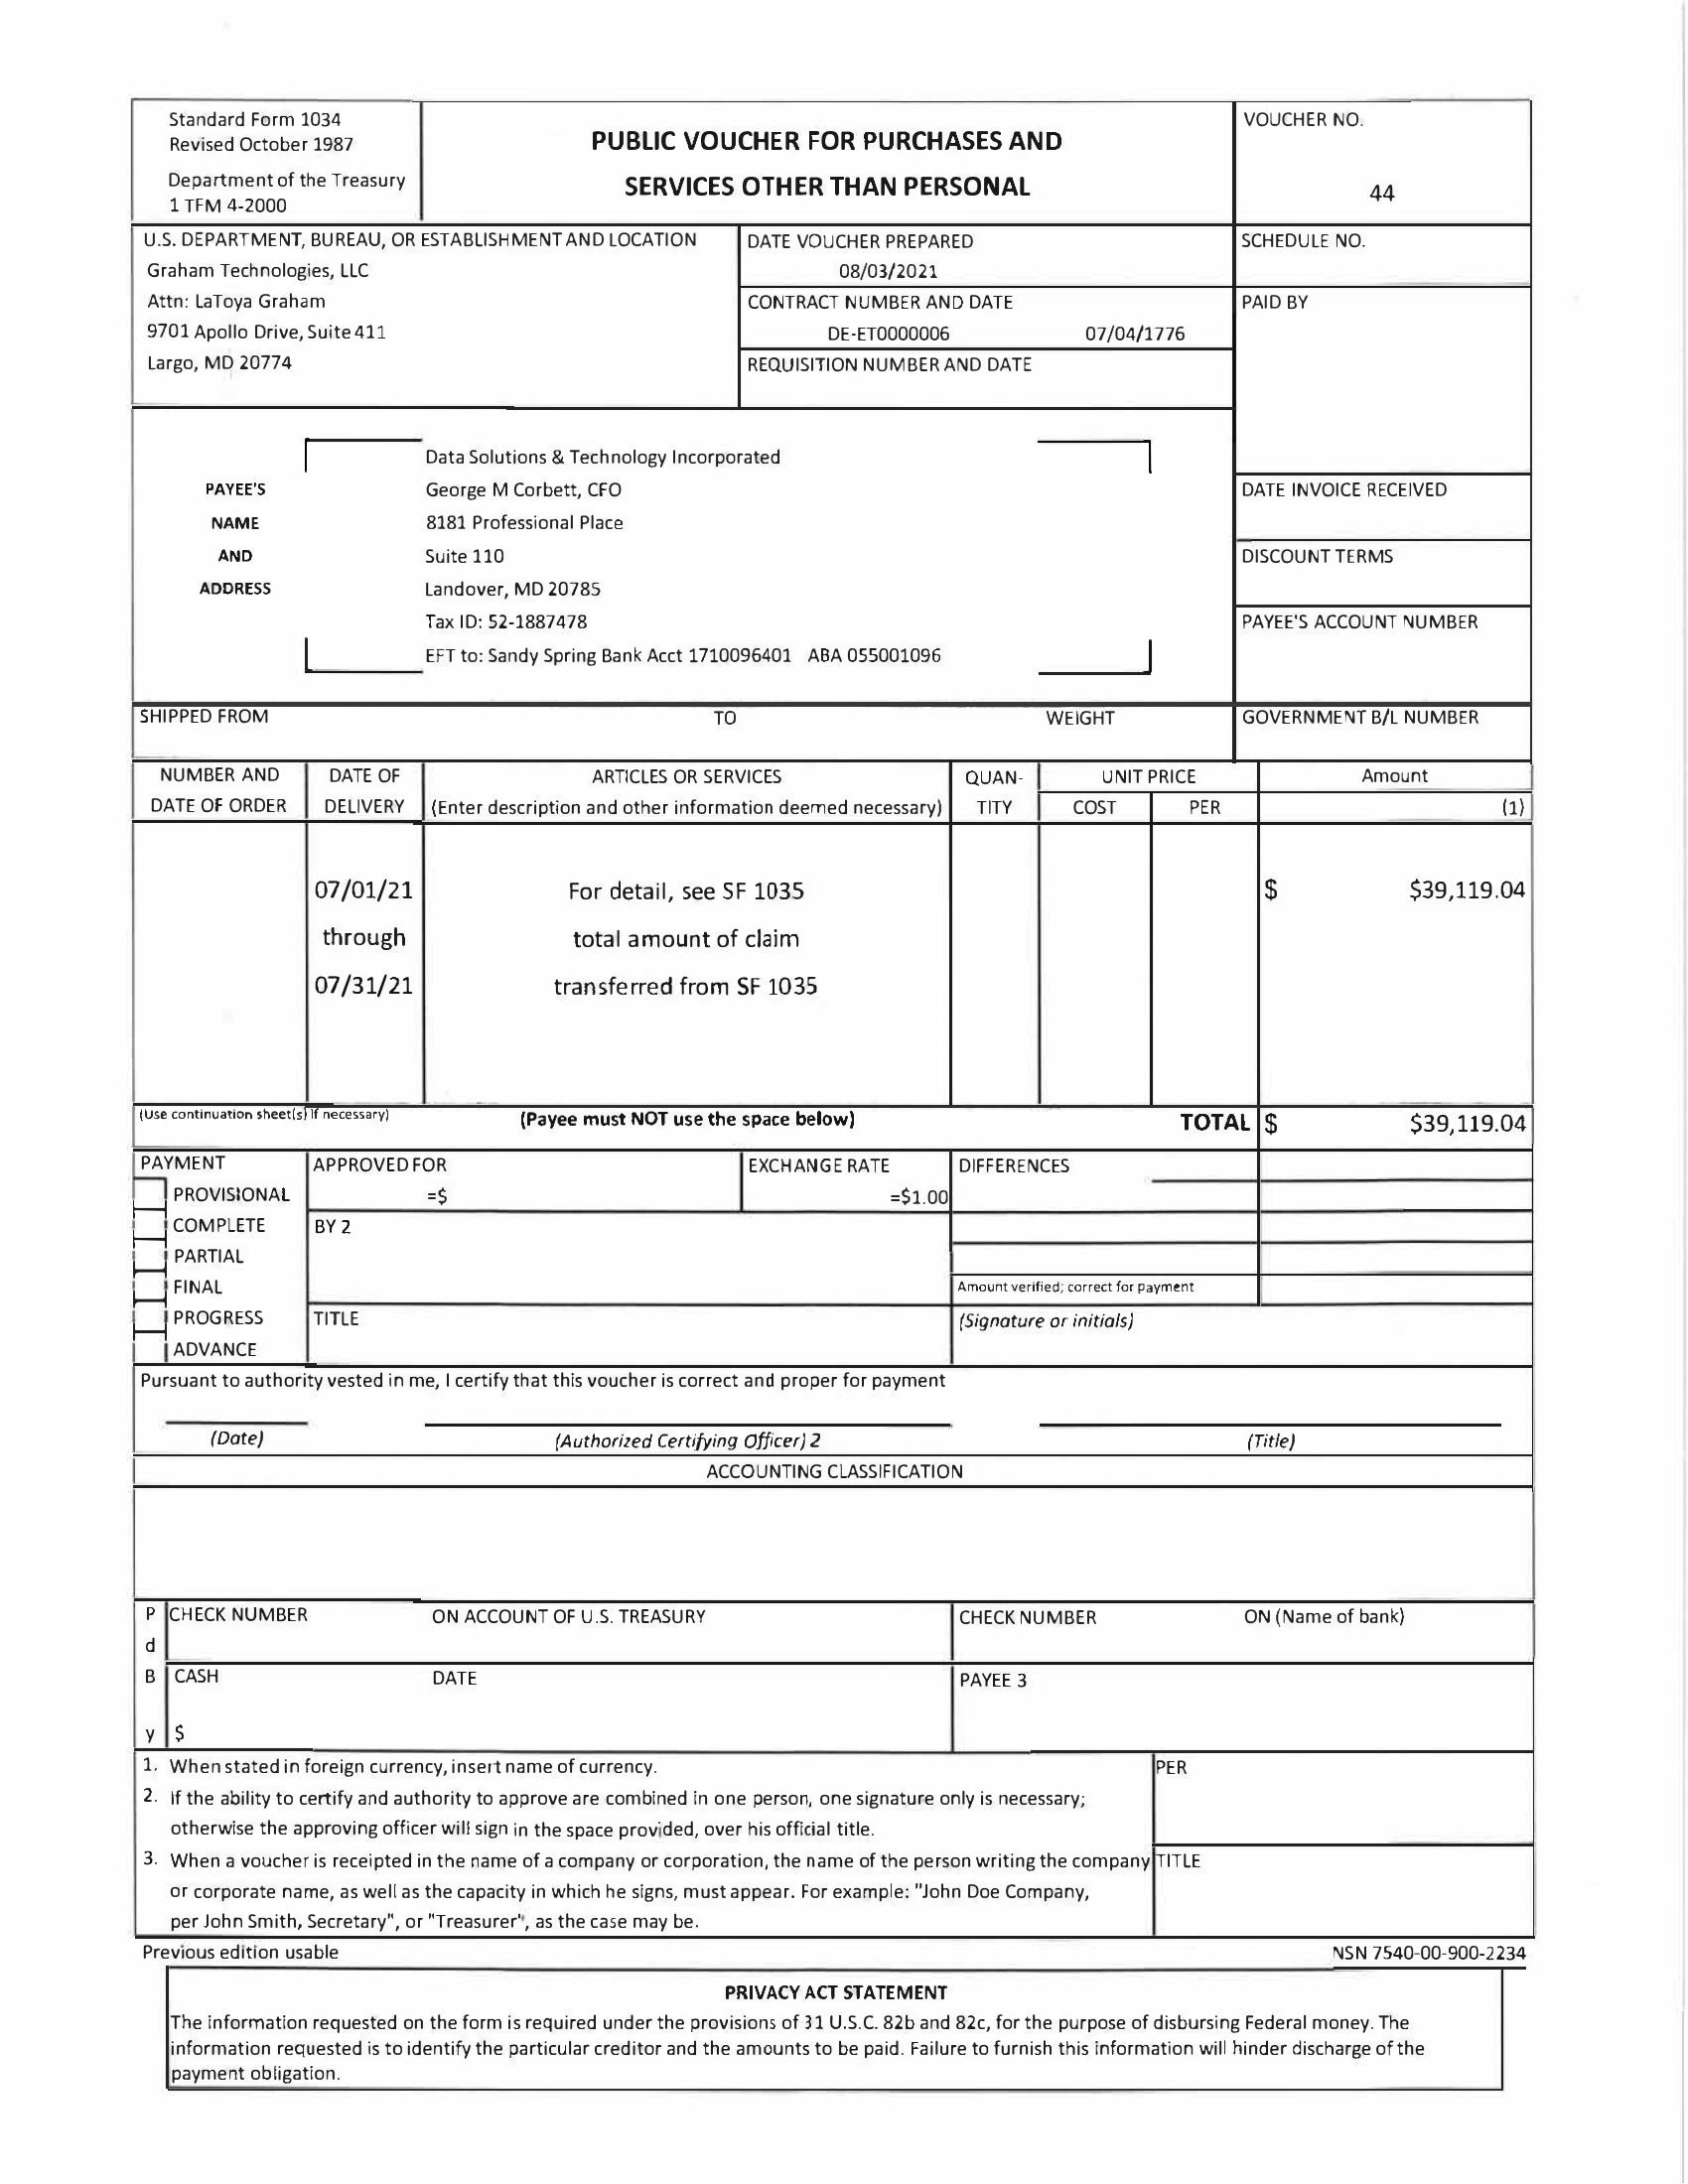 Standard Form 1034
Revised October 1987
Department of the Treasury
1 TFM 4-2000
PUBLIC VOUCHER FOR PURCHASES AND
SERVICES OTHER THAN PERSONAL
VOUCHER NO.
44
U.S. DEPARTMENT, BUREAU, OR ESTABLISHMENT AND LOCATION
Graham Technologies, LLC
Attn: LaToya Graham
9701 Apollo Drive, Suite 411
Largo, MD 20774
DATE VOUCHER PREPARED
08/03/2021
CONTRACT NUMBER AND DATE
DE-ET0000006 07/04/1776
REQUISITION NUMBER AND DATE
SCHEDULE NO.
PAID BY
PAYEE'S
NAME
AND
ADDRESS
Data Solutions & Technology Incorporated
George M Corbett, CFO
8181 Professional Place
Suite 110
Landover, MD 20785
Tax ID: 52-1887478
EFT to: Sandy Spring Bank Acct 1710096401 ABA 055001096
DATE INVOICE RECEIVED
DISCOUNT TERMS
PAYEE'S ACCOUNT NUMBER
SHIPPED FROM TO WEIGHT
GOVERNMENT B/L NUMBER
NUMBER AND
DATE OF ORDER
DATE OF
DELIVERY
ARTICLES OR SERVICES
(Enter description and other information deemed necessary)
QUAN-
TITY
UNIT PRICE
COST PER
Amount
(1)
07/01/21
through
07/31/21
For detail, see SF 1035
total amount of claim
transferred from SF 1035
$ $39,119.04
(Use continuation sheet(s) if necessary) (Payee must NOT use the space below) TOTAL $ $39,119.04
PAYMENT
PROVISIONAL
COMPLETE
PARTIAL
FINAL
PROGRESS
ADVANCE
APPROVED FOR
=$
EXCHANGE RATE
=$1.00
DIFFERENCES
BY 2
Amount verified; correct for payment
TITLE
(Signature or initials)
Pursuant to authority vested in me, I certify that this voucher is correct and proper for payment
(Date) (Authorized Certifying Officer) 2 (Title)
ACCOUNTING CLASSIFICATION
P
d
B
y
CHECK NUMBER ON ACCOUNT OF U.S. TREASURY
CHECK NUMBER ON (Name of bank)
CASH DATE
$
PAYEE 3
1. When stated in foreign currency, insert name of currency.
2. If the ability to certify and authority to approve are combined in one person, one signature only is necessary;
otherwise the approving officer will sign in the space provided, over his official title.
3. When a voucher is receipted in the name of a company or corporation, the name of the person writing the company
or corporate name, as well as the capacity in which he signs, must appear. For example: "John Doe Company,
per John Smith, Secretary", or "Treasurer", as the case may be.
PER
TITLE
Previous edition usable
NSN 7540-00-900-2234
PRIVACY ACT STATEMENT
The information requested on the form is required under the provisions of 31 U.S.C. 82b and 82c, for the purpose of disbursing Federal money. The
information requested is to identify the particular creditor and the amounts to be paid. Failure to furnish this information will hinder discharge of the
payment obligation.